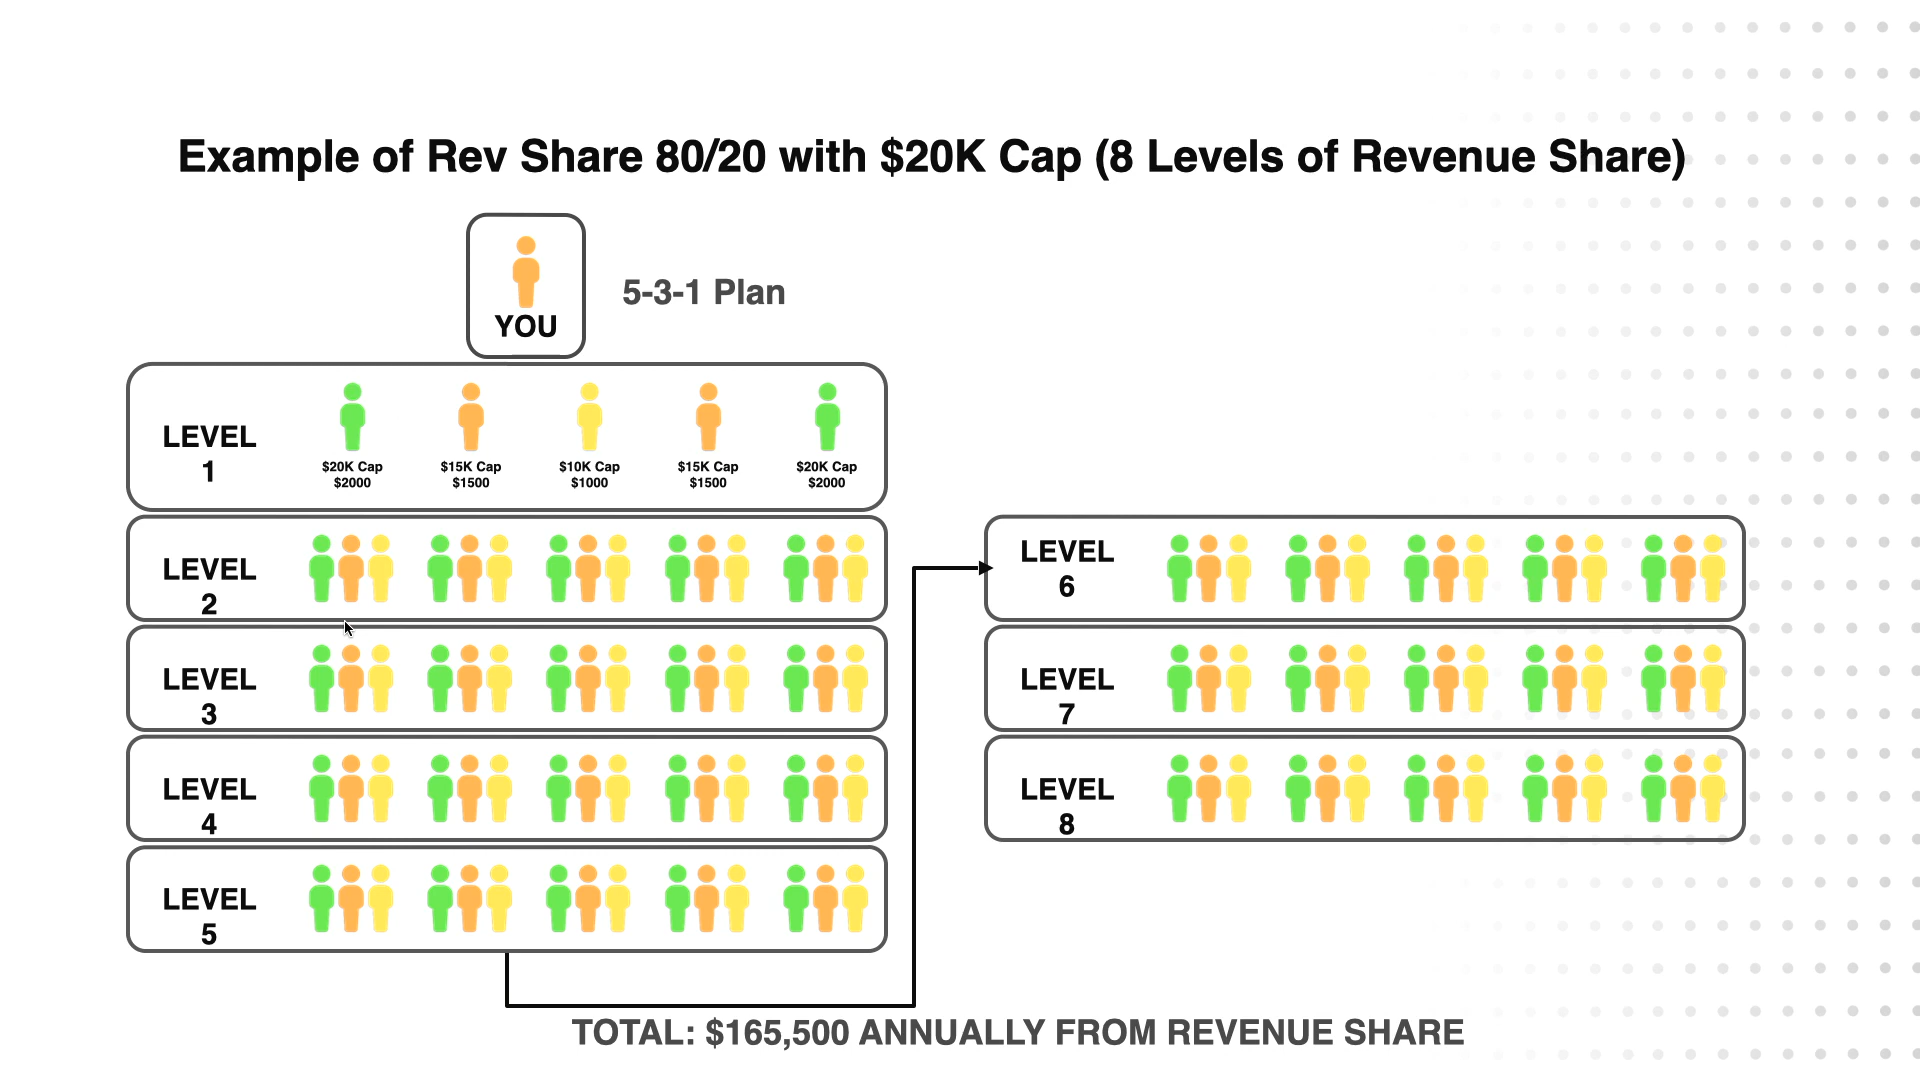 Example of Rev Share 80/20 with $20K Cap (8 Levels of Revenue Share)
YOU
5-3-1 Plan
LEVEL
1
$20K Cap
$2000
$15K Cap
$1500
$10K Cap
$1000
$15K Cap
$1500
$20K Cap
$2000
LEVEL
2
LEVEL
3
LEVEL
4
LEVEL
5
LEVEL
6
LEVEL
7
LEVEL
8
TOTAL: $165,500 ANNUALLY FROM REVENUE SHARE